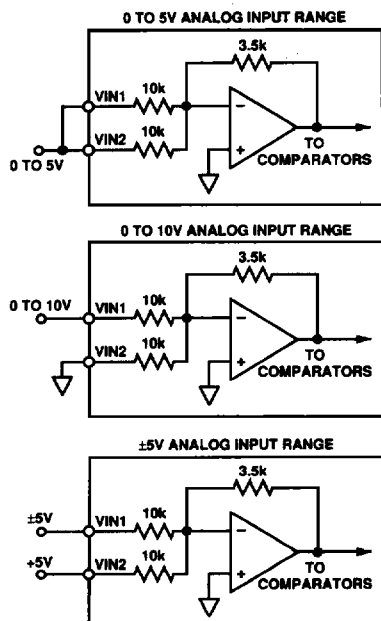 0 TO 5V ANALOG INPUT RANGE
3.5k
VIN1
10k
VIN2
10k
0 TO 5V
−
+
TO
COMPARATORS
0 TO 10V ANALOG INPUT RANGE
3.5k
0 TO 10V
VIN1
10k
VIN2
10k
−
+
TO
COMPARATORS
±5V ANALOG INPUT RANGE
3.5k
±5V
VIN1
10k
+5V
VIN2
10k
−
+
TO
COMPARATORS